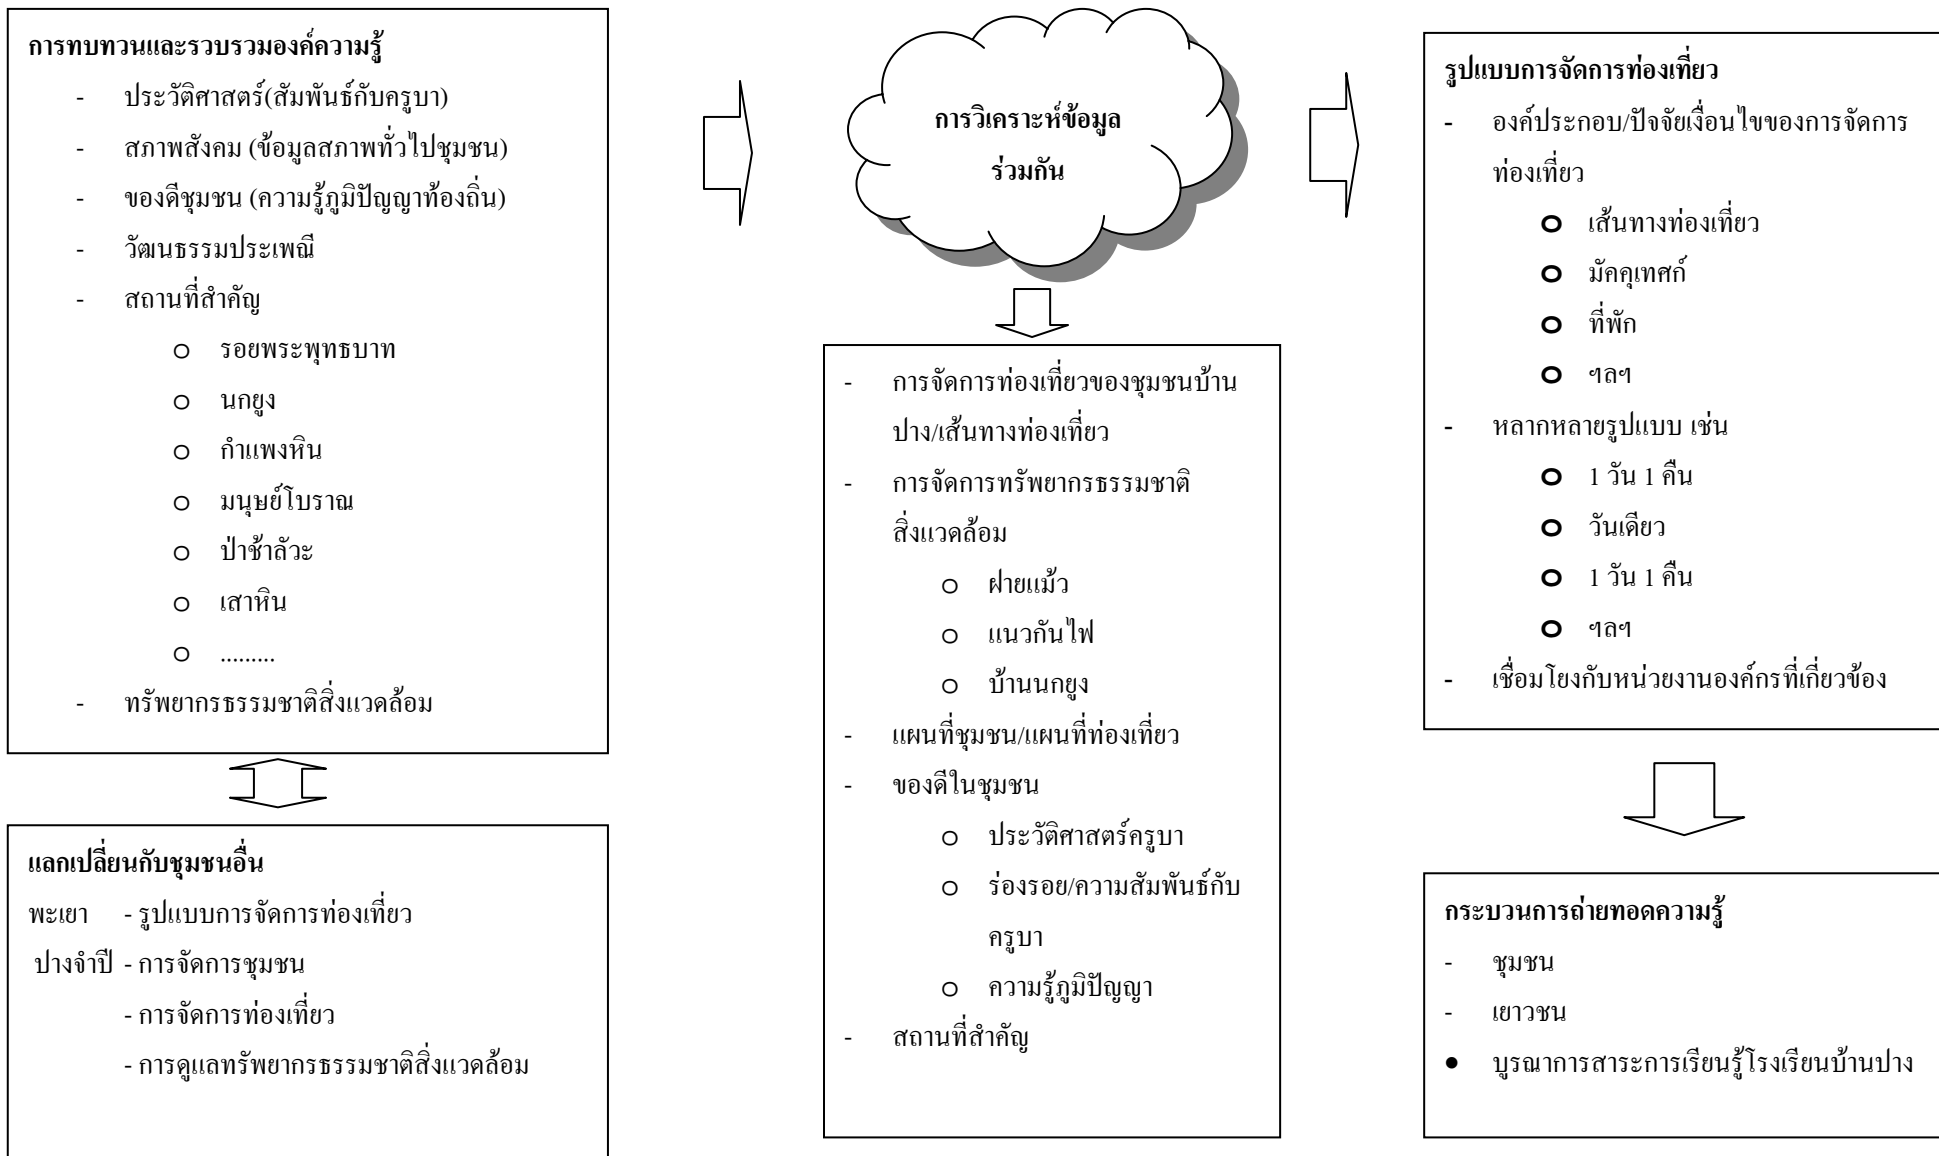 การทบทวนและรวบรวมองค์ความรู้
- ประวัติศาสตร์(สัมพันธ์กับครูบา)
- สภาพสังคม (ข้อมูลสภาพทั่วไปชุมชน)
- ของดีชุมชน (ความรู้ภูมิปัญญาท้องถิ่น)
- วัฒนธรรมประเพณี
- สถานที่สำคัญ
o รอยพระพุทธบาท
o นกยูง
o กำแพงหิน
o มนุษย์โบราณ
o ป่าช้าลัวะ
o เสาหิน
o .........
- ทรัพยากรธรรมชาติสิ่งแวดล้อม
แลกเปลี่ยนกับชุมชนอื่น
พะเยา - รูปแบบการจัดการท่องเที่ยว
ปางจำปี - การจัดการชุมชน
- การจัดการท่องเที่ยว
- การดูแลทรัพยากรธรรมชาติสิ่งแวดล้อม
การวิเคราะห์ข้อมูล
ร่วมกัน
- การจัดการท่องเที่ยวของชุมชนบ้าน
ปาง/เส้นทางท่องเที่ยว
- การจัดการทรัพยากรธรรมชาติ
สิ่งแวดล้อม
o ฝายแม้ว
o แนวกันไฟ
o บ้านนกยูง
- แผนที่ชุมชน/แผนที่ท่องเที่ยว
- ของดีในชุมชน
o ประวัติศาสตร์ครูบา
o ร่องรอย/ความสัมพันธ์กับ
ครูบา
o ความรู้ภูมิปัญญา
- สถานที่สำคัญ
รูปแบบการจัดการท่องเที่ยว
- องค์ประกอบ/ปัจจัยเงื่อนไขของการจัดการ
ท่องเที่ยว
o เส้นทางท่องเที่ยว
o มัคคุเทศก์
o ที่พัก
o ฯลฯ
- หลากหลายรูปแบบ เช่น
o 1 วัน 1 คืน
o วันเดียว
o 1 วัน 1 คืน
o ฯลฯ
- เชื่อมโยงกับหน่วยงานองค์กรที่เกี่ยวข้อง
กระบวนการถ่ายทอดความรู้
- ชุมชน
- เยาวชน
• บูรณาการสาระการเรียนรู้โรงเรียนบ้านปาง